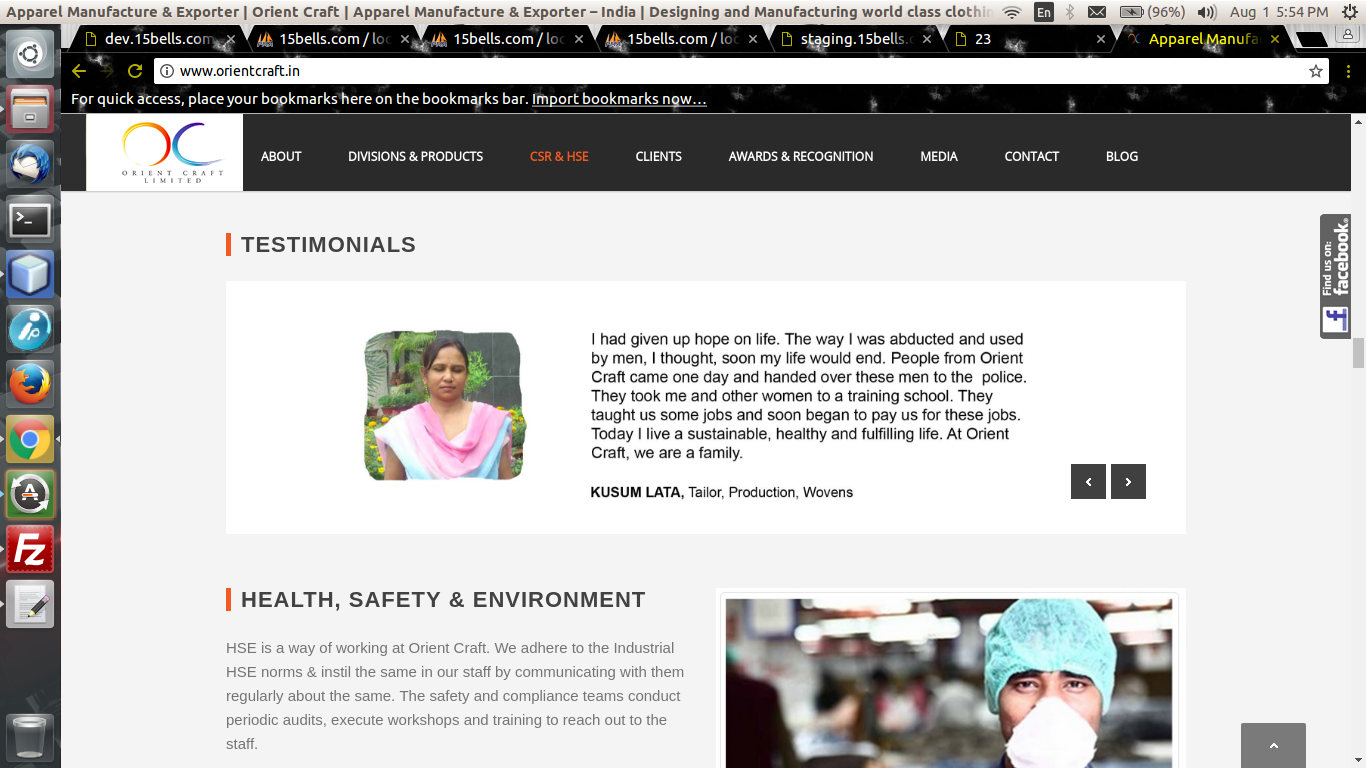 Apparel Manufacture & Exporter | Orient Craft | Apparel Manufacture & Exporter – India | Designing and Manufacturing world class clothin
En
(96%)
Aug 1 5:54 PM
dev.15bells.com
15bells.com / loc
15bells.com / loc
15bells.com / loc
staging.15bells.c
23
Apparel Manufa
www.orientcraft.in
For quick access, place your bookmarks here on the bookmarks bar. Import bookmarks now...
OC
ORIENT CRAFT
LIMITED
ABOUT
DIVISIONS & PRODUCTS
CSR & HSE
CLIENTS
AWARDS & RECOGNITION
MEDIA
CONTACT
BLOG
Find us on:
facebook®
f
TESTIMONIALS
I had given up hope on life. The way I was abducted and used
by men, I thought, soon my life would end. People from Orient
Craft came one day and handed over these men to the police.
They took me and other women to a training school. They
taught us some jobs and soon began to pay us for these jobs.
Today I live a sustainable, healthy and fulfilling life. At Orient
Craft, we are a family.
KUSUM LATA, Tailor, Production, Wovens
HEALTH, SAFETY & ENVIRONMENT
HSE is a way of working at Orient Craft. We adhere to the Industrial
HSE norms & instil the same in our staff by communicating with them
regularly about the same. The safety and compliance teams conduct
periodic audits, execute workshops and training to reach out to the
staff.